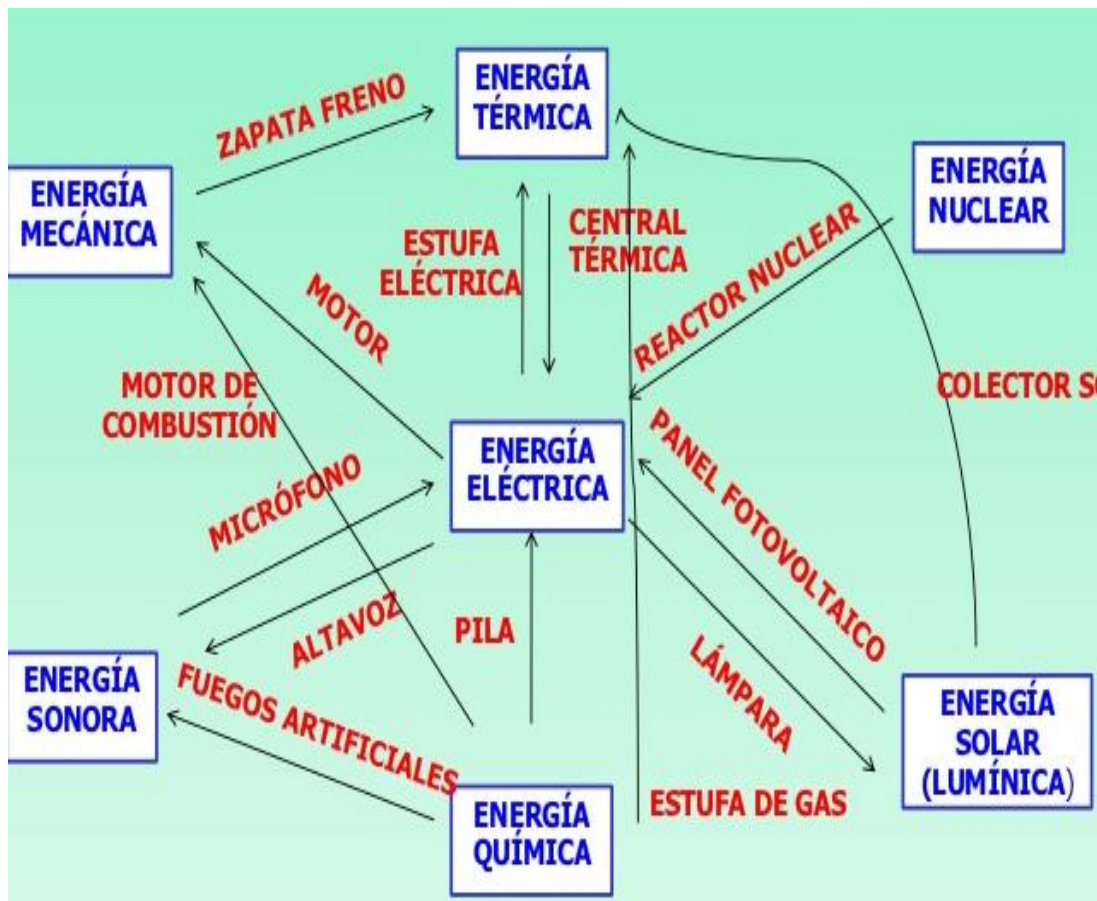 ENERGÍA
TÉRMICA
ZAPATA FRENO
ENERGÍA
MECÁNICA
ENERGÍA
NUCLEAR
ESTUFA
ELÉCTRICA
CENTRAL
TÉRMICA
REACTOR NUCLEAR
MOTOR
MOTOR DE
COMBUSTIÓN
COLECTOR SO
ENERGÍA
ELÉCTRICA
PANEL FOTOVOLTAICO
MICRÓFONO
ALTAVOZ
PILA
LÁMPARA
ENERGÍA
SONORA
FUEGOS ARTIFICIALES
ENERGÍA
SOLAR
(LUMÍNICA)
ESTUFA DE GAS
ENERGÍA
QUÍMICA